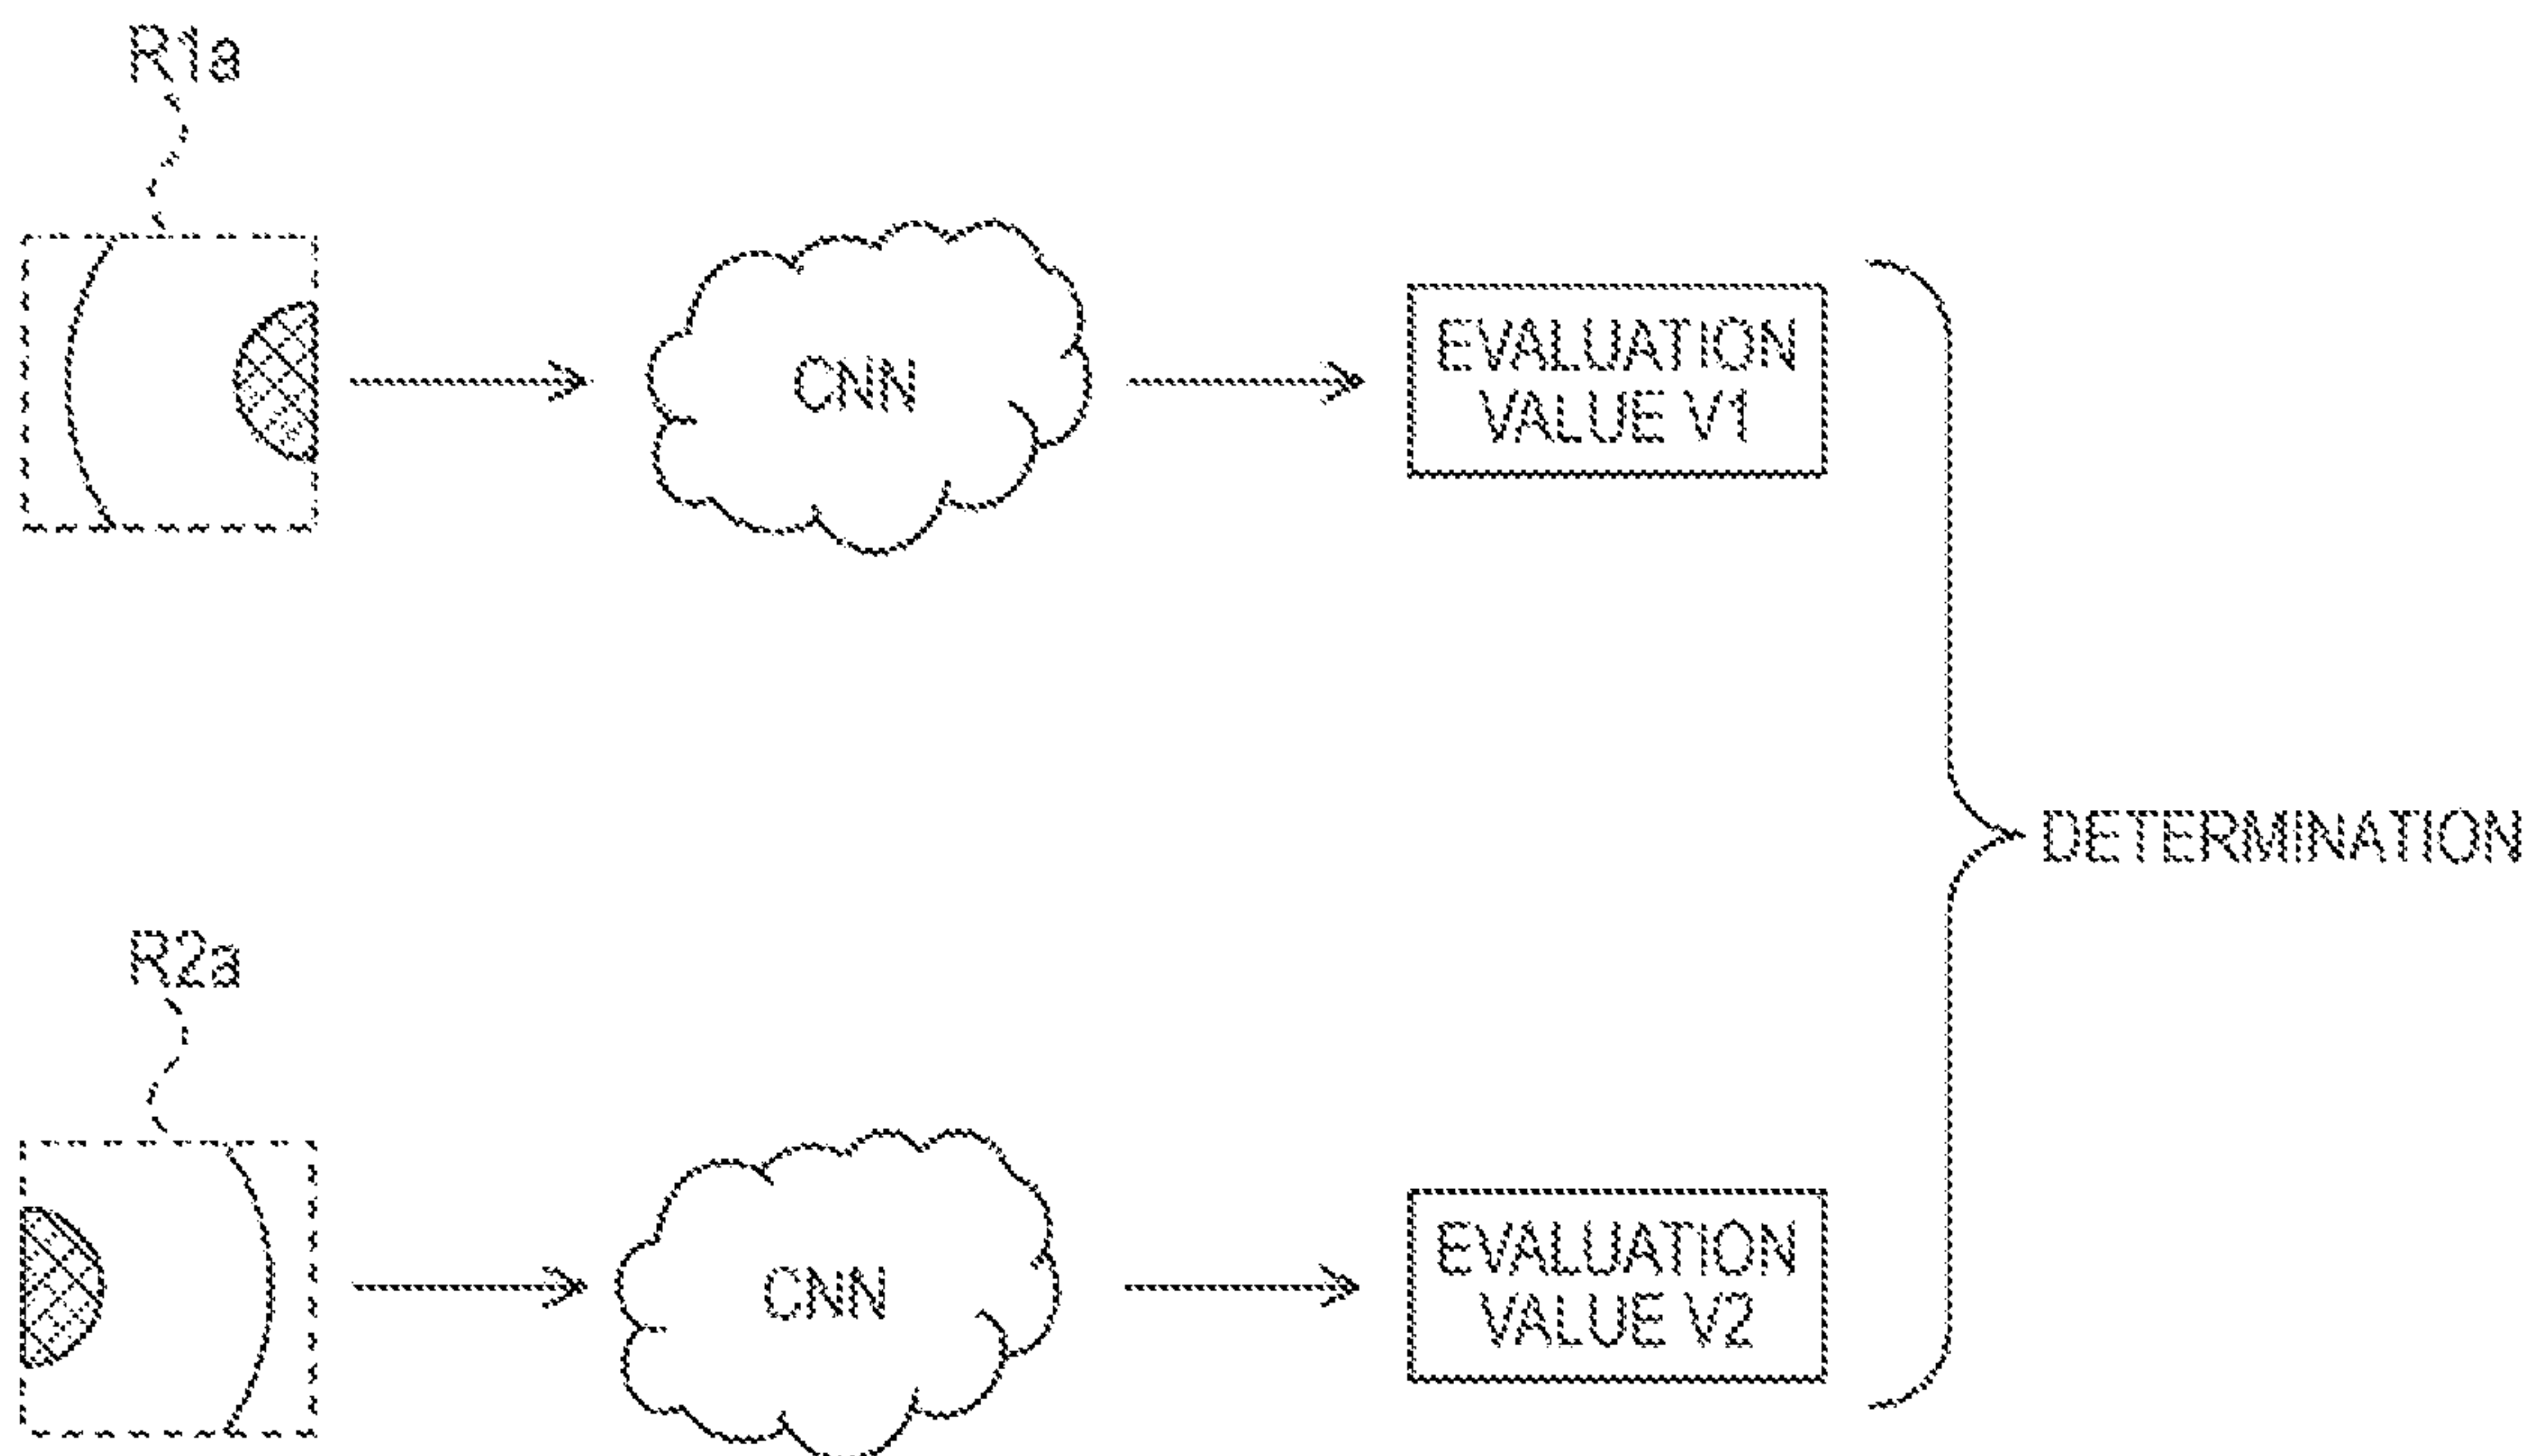 R1a
CNN
EVALUATION
VALUE V1
DETERMINATION
R2a
CNN
EVALUATION
VALUE V2